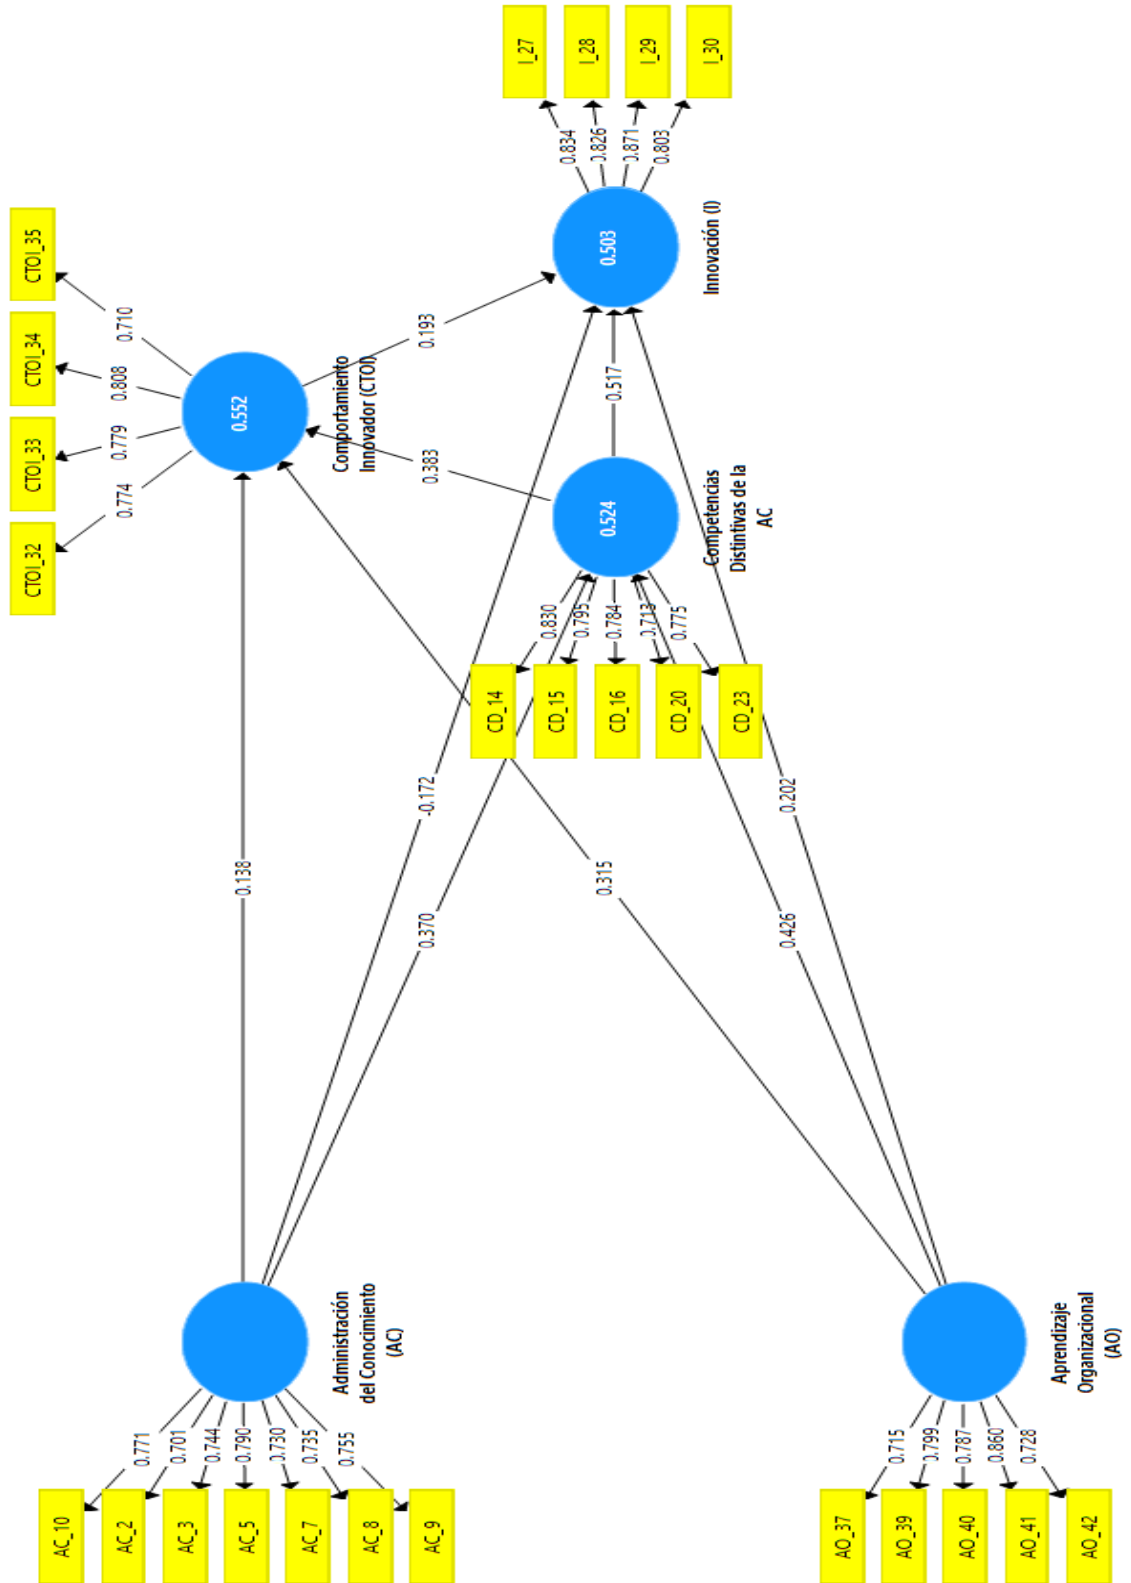 AC_10
AC_2
AC_3
AC_5
AC_7
AC_8
AC_9
0.771
0.701
0.744
0.790
0.730
0.735
0.755
Administración
del Conocimiento
(AC)
0.138
-0.172
0.370
CTOI_32
CTOI_33
CTOI_34
CTOI_35
0.774
0.779
0.808
0.710
0.552
Comportamiento
Innovador (CTOI)
0.383
0.193
CD_14
CD_15
CD_16
CD_20
CD_23
0.830
0.795
0.784
0.713
0.775
0.524
Competencias
Distintivas de la
AC
0.517
0.503
Innovación (I)
0.834
0.826
0.871
0.803
I_27
I_28
I_29
I_30
0.315
0.426
0.202
AO_37
AO_39
AO_40
AO_41
AO_42
0.715
0.799
0.787
0.860
0.728
Aprendizaje
Organizacional
(AO)